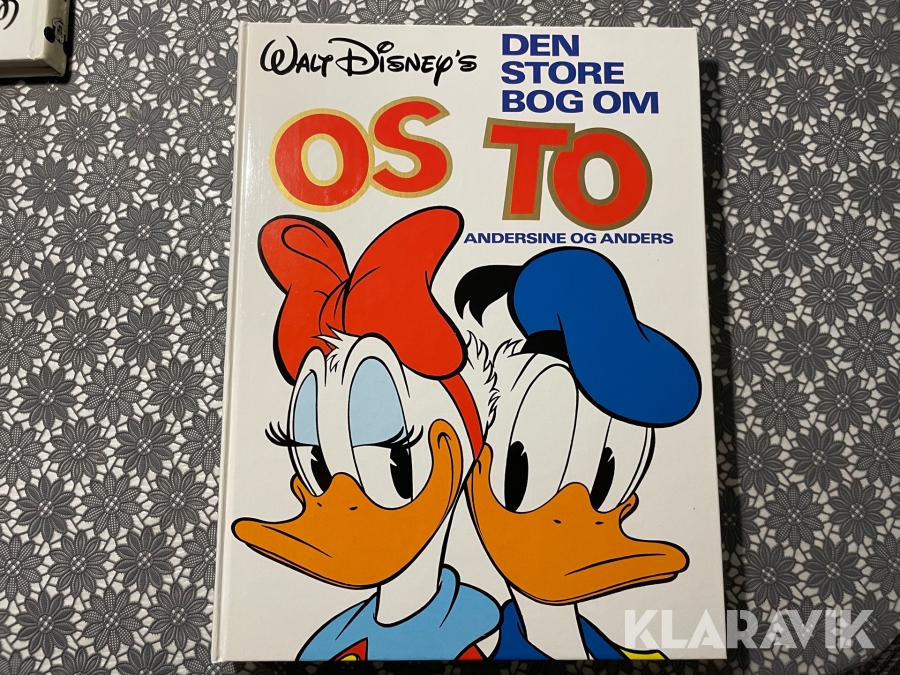 WALT DISNEY'S
DEN
STORE
BOG OM
OS TO
ANDERSINE OG ANDERS
KLARAVIK